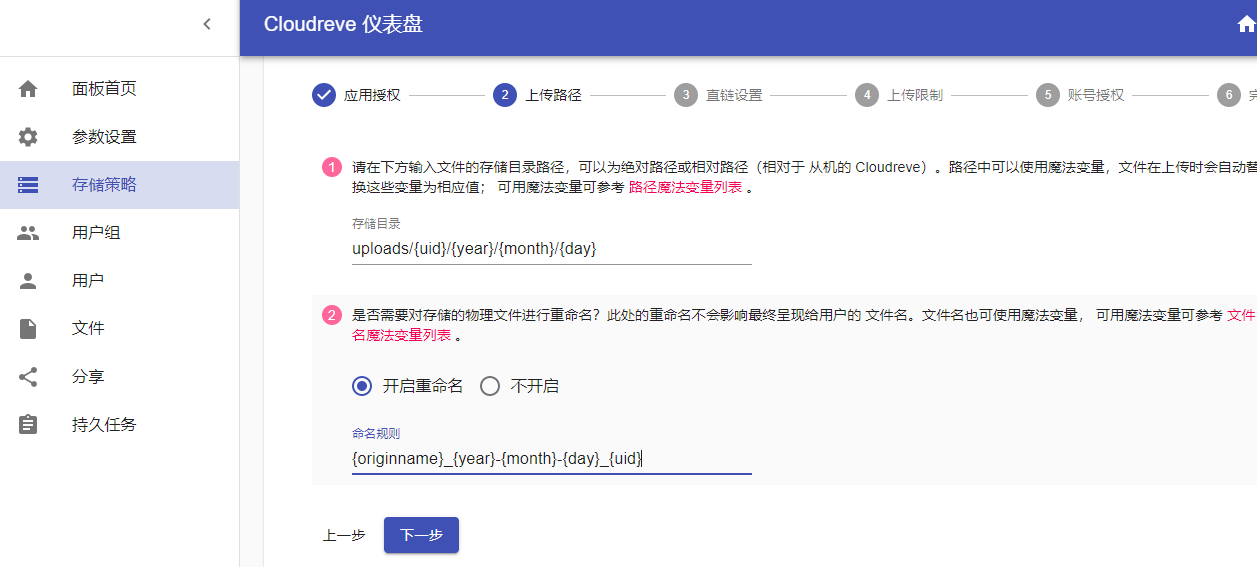 Cloudreve 仪表盘
面板首页
参数设置
存储策略
用户组
用户
文件
分享
持久任务
应用授权
2 上传路径
3 直链设置
4 上传限制
5 账号授权
6
1 请在下方输入文件的存储目录路径，可以为绝对路径或相对路径（相对于 从机的 Cloudreve）。路径中可以使用魔法变量，文件在上传时会自动替
换这些变量为相应值； 可用魔法变量可参考 路径魔法变量列表 。
存储目录
uploads/{uid}/{year}/{month}/{day}
2 是否需要对存储的物理文件进行重命名？此处的重命名不会影响最终呈现给用户的 文件名。文件名也可使用魔法变量， 可用魔法变量可参考 文件
名魔法变量列表 。
开启重命名 不开启
命名规则
{originname}_{year}-{month}-{day}_{uid}
上一步 下一步